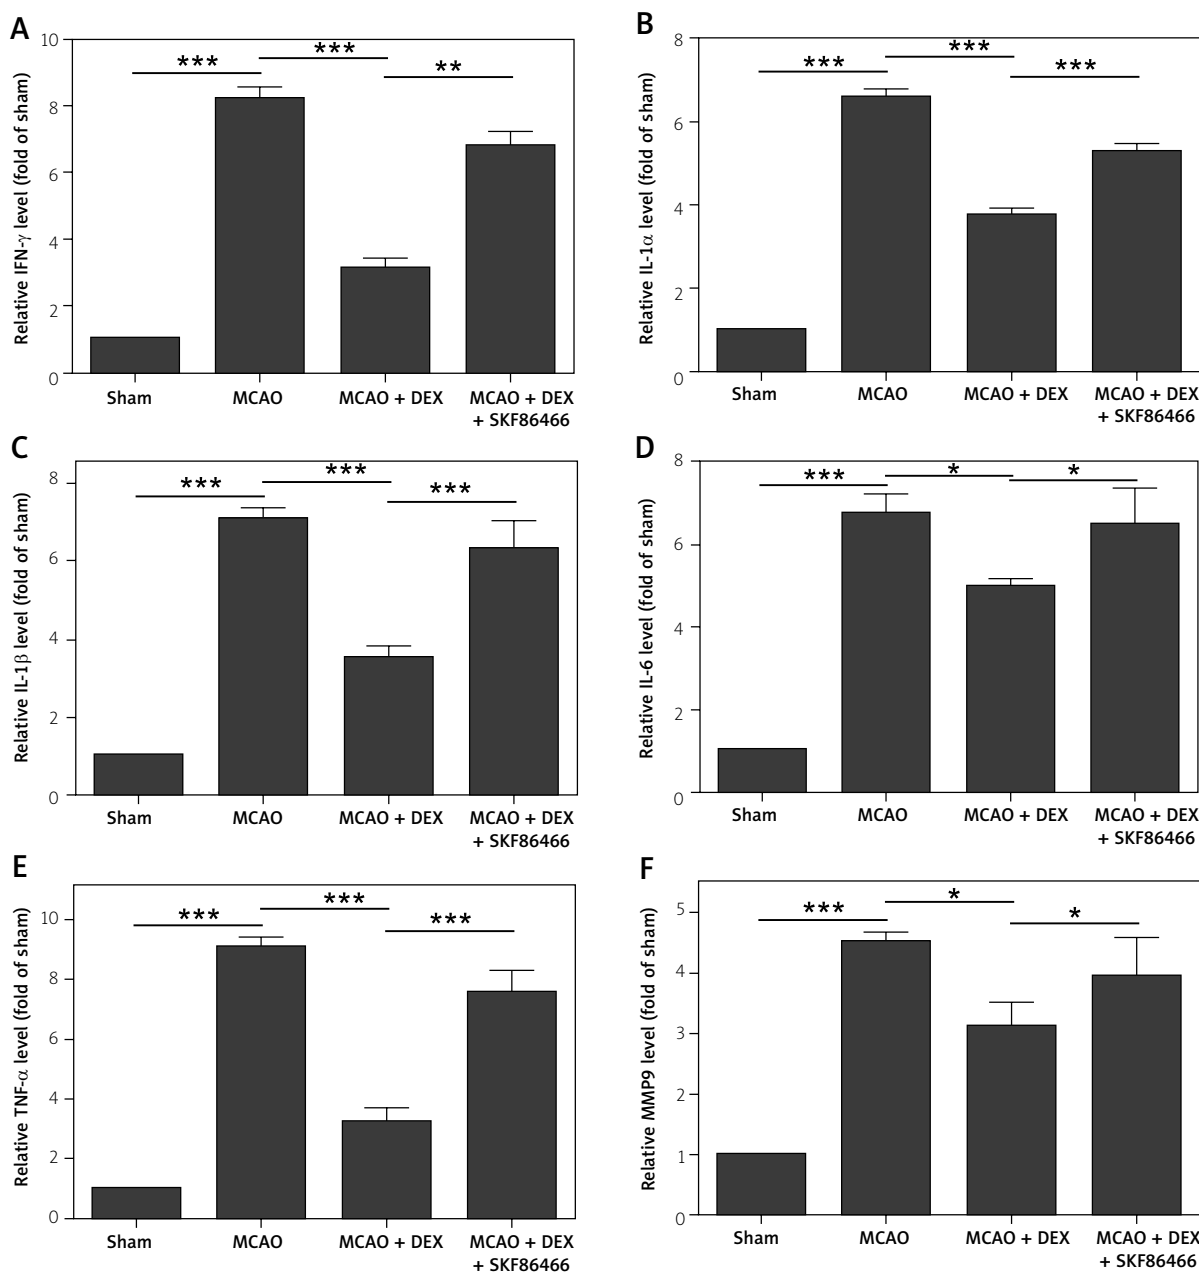 A
Relative IFN-γ level (fold of sham)
10
8
6
4
2
0
***
***
**
Sham
MCAO
MCAO + DEX
MCAO + DEX
+ SKF86466
B
Relative IL-1α level (fold of sham)
8
6
4
2
0
***
***
***
Sham
MCAO
MCAO + DEX
MCAO + DEX
+ SKF86466
C
Relative IL-1β level (fold of sham)
8
6
4
2
0
***
***
***
Sham
MCAO
MCAO + DEX
MCAO + DEX
+ SKF86466
D
Relative IL-6 level (fold of sham)
8
6
4
2
0
***
*
*
Sham
MCAO
MCAO + DEX
MCAO + DEX
+ SKF86466
E
Relative TNF-α level (fold of sham)
10
8
6
4
2
0
***
***
***
Sham
MCAO
MCAO + DEX
MCAO + DEX
+ SKF86466
F
Relative MMP9 level (fold of sham)
5
4
3
2
1
0
***
*
*
Sham
MCAO
MCAO + DEX
MCAO + DEX
+ SKF86466